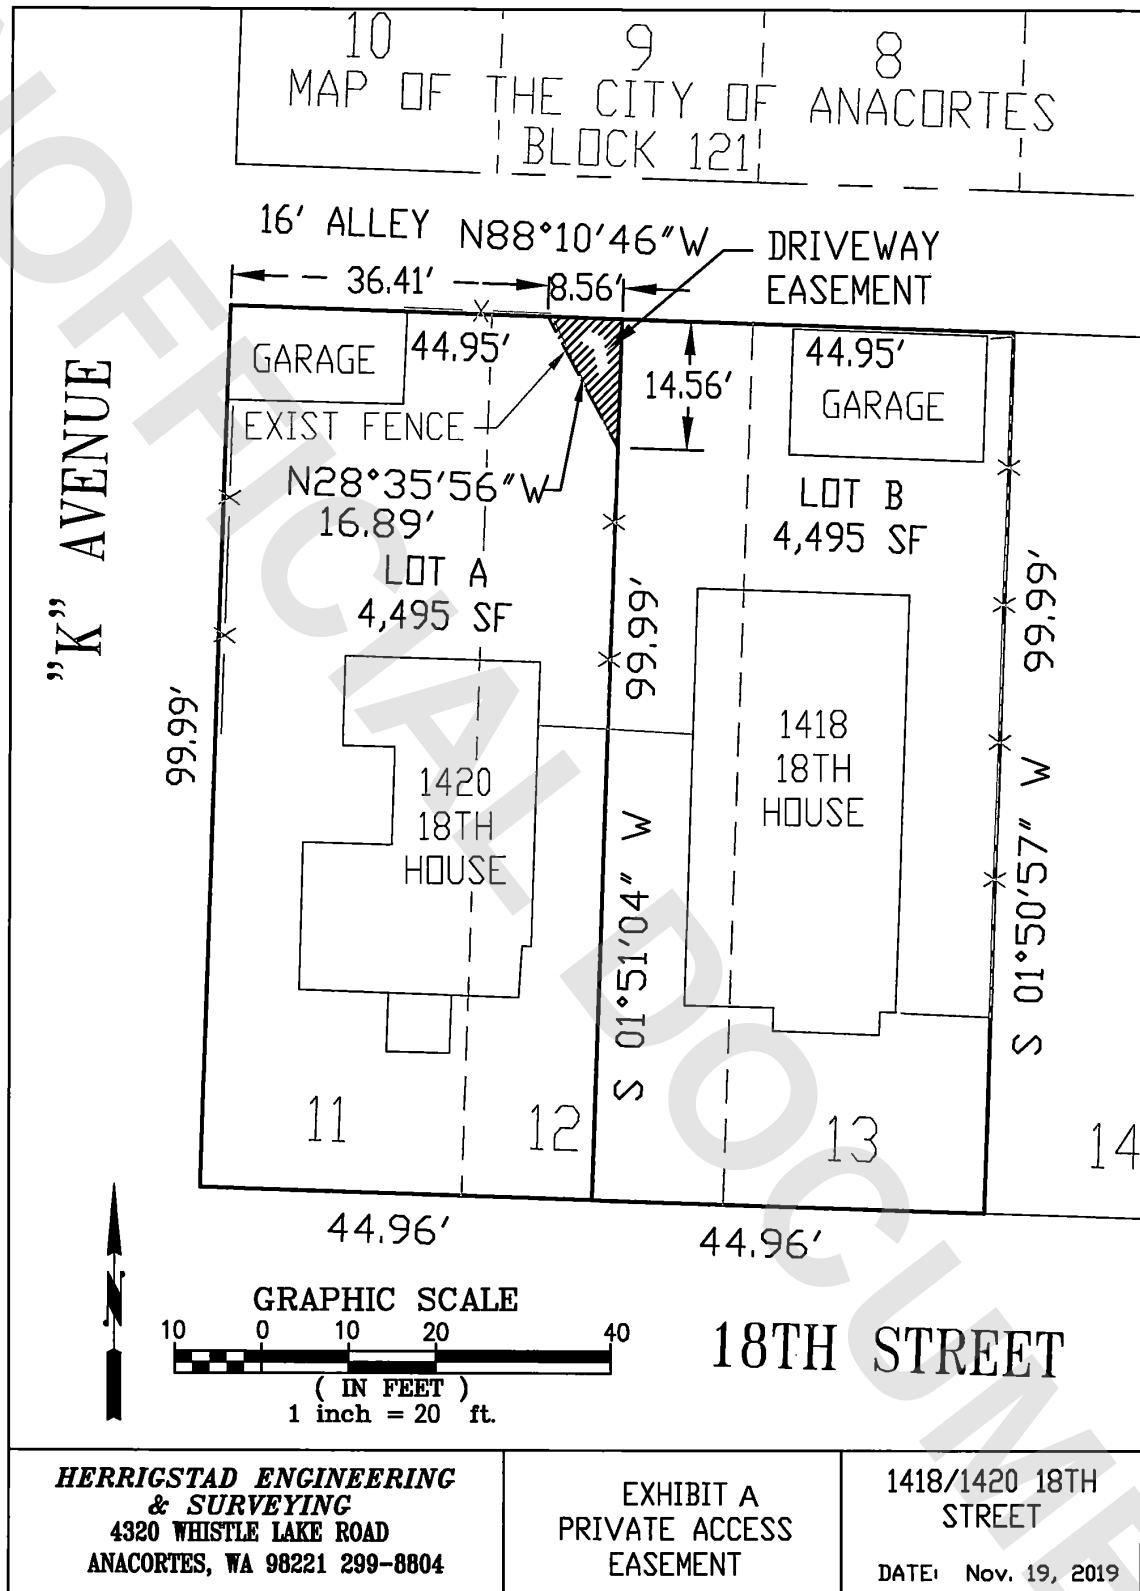 10
9
8
MAP OF THE CITY OF ANACORTES
BLOCK 121
16' ALLEY
N88°10'46"W
DRIVEWAY
EASEMENT
36.41'
8.56'
GARAGE
44.95'
14.56'
44.95'
GARAGE
EXIST FENCE
N28°35'56"W
16.89'
LOT A
4,495 SF
LOT B
4,495 SF
"K" AVENUE
99.99'
99.99'
99.99'
1420
18TH
HOUSE
1418
18TH
HOUSE
S 01°51'04" W
S 01°50'57" W
11
12
13
14
44.96'
44.96'
N
GRAPHIC SCALE
10 0 10 20 40
( IN FEET )
1 inch = 20 ft.
18TH STREET
HERRIGSTAD ENGINEERING
& SURVEYING
4320 WHISTLE LAKE ROAD
ANACORTES, WA 98221 299-8804
EXHIBIT A
PRIVATE ACCESS
EASEMENT
1418/1420 18TH
STREET
DATE: Nov. 19, 2019
UNOFFICIAL DOCUMENT